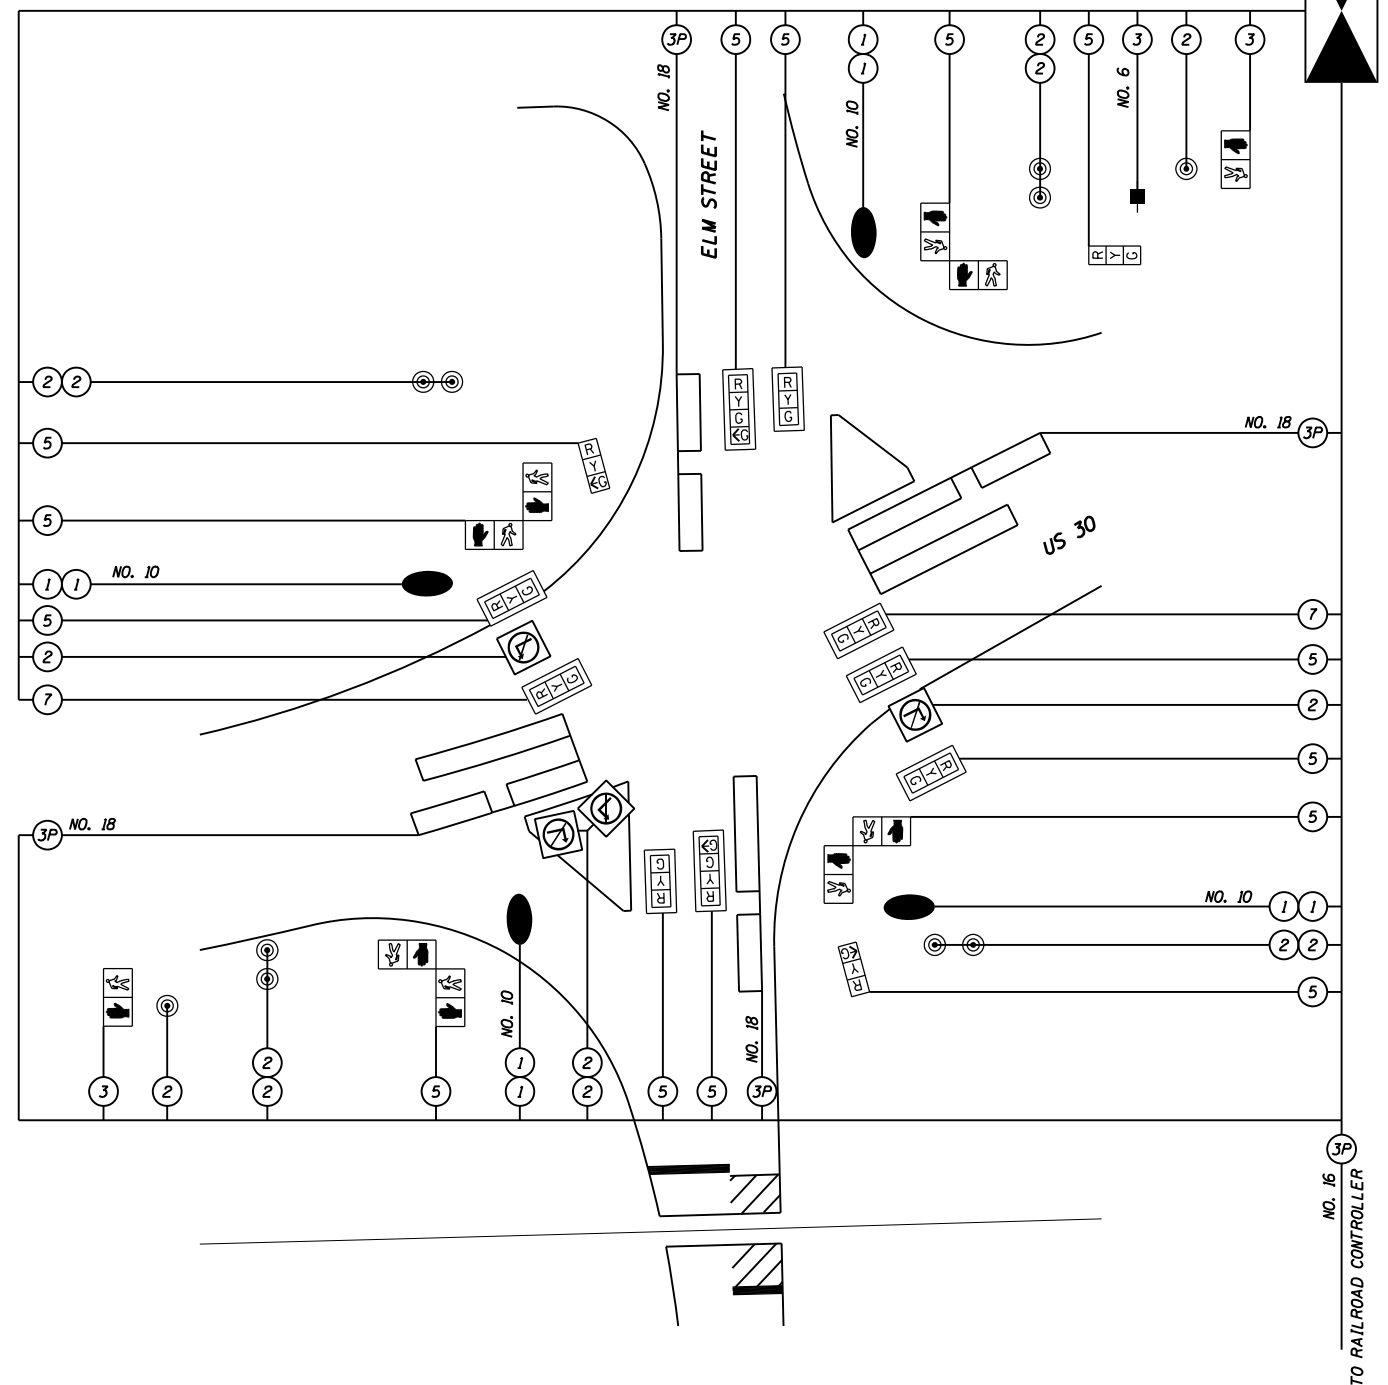 3P 5 5 1 5 2 5 3 2 3
1 2
NO. 18
NO. 10
NO. 6
ELM STREET
R Y G
R Y G G
R Y G
2 2
NO. 18 3P
5
R Y G
5
US 30
1 1 NO. 10
5
R Y G
2
7
R Y G
R Y G 7
R Y G 5
2
R Y G 5
3P NO. 18
5
G Y R
G G Y R
NO. 10 1 1
2 2
G Y R 5
NO. 10
NO. 18
2 1 2
3 2 2 5 1 2 5 5 3P
3P
NO. 16
TO RAILROAD CONTROLLER